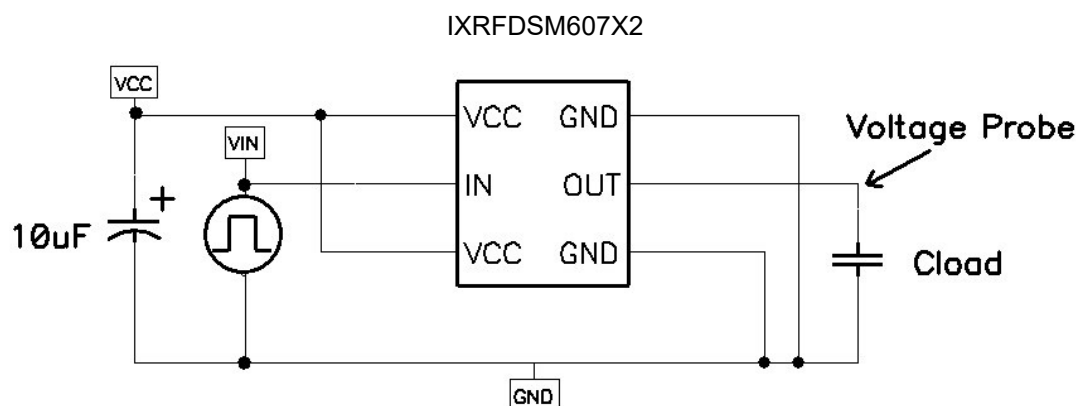 IXRFDSM607X2
VCC
VIN
VCC GND
IN OUT
VCC GND
Voltage Probe
10uF
+
Cload
GND